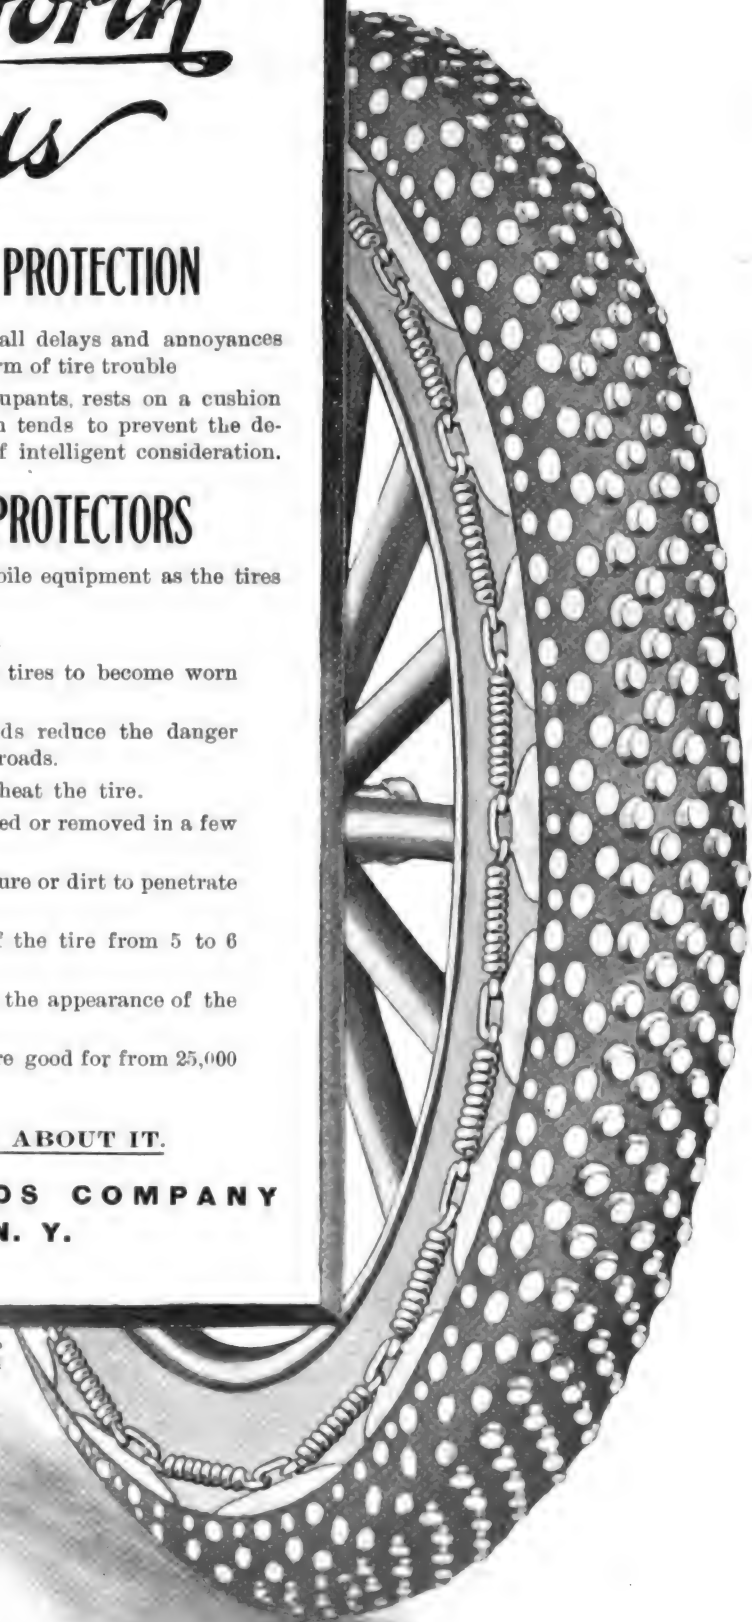 PROTECTION
all delays and annoyances
rm of tire trouble
upants, rests on a cushion
n tends to prevent the de-
f intelligent consideration.
PROTECTORS
bile equipment as the tires
tires to become worn
ds reduce the danger
roads.
heat the tire.
ed or removed in a few
ure or dirt to penetrate
f the tire from 5 to 6
the appearance of the
re good for from 25,000
ABOUT IT.
DS COMPANY
N. Y.